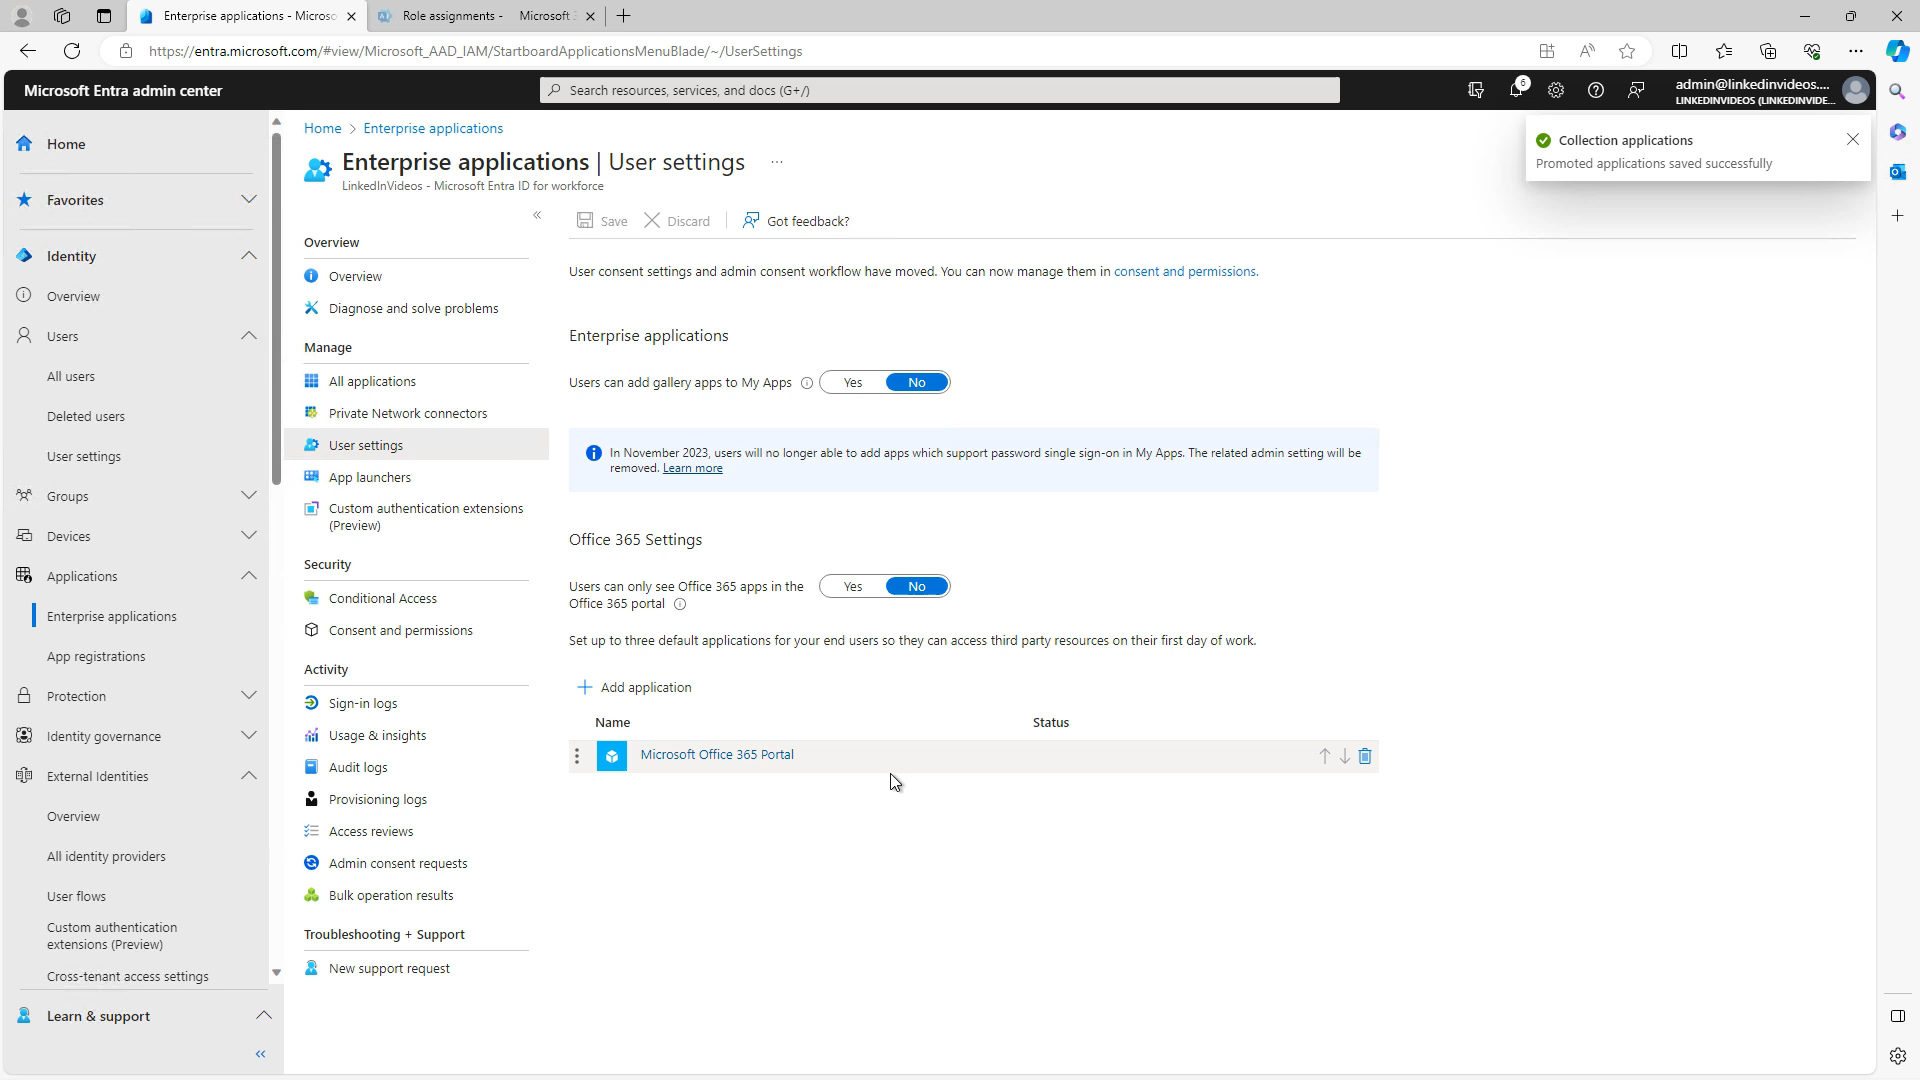 Enterprise applications - Microso
Role assignments -
Microsoft
https://entra.microsoft.com/#view/Microsoft_AAD_IAM/StartboardApplicationsMenuBlade/~/UserSettings
Microsoft Entra admin center
Search resources, services, and docs (G+/)
6
admin@linkedinvideos....
LINKEDINVIDEOS (LINKEDINVIDE...
Home
Favorites
Identity
Overview
Users
All users
Deleted users
User settings
Groups
Devices
Applications
Enterprise applications
App registrations
Protection
Identity governance
External Identities
Overview
All identity providers
User flows
Custom authentication
extensions (Preview)
Cross-tenant access settings
Learn & support
Home > Enterprise applications
Enterprise applications | User settings ...
LinkedInVideos - Microsoft Entra ID for workforce
Overview
Overview
Diagnose and solve problems
Manage
All applications
Private Network connectors
User settings
App launchers
Custom authentication extensions
(Preview)
Security
Conditional Access
Consent and permissions
Activity
Sign-in logs
Usage & insights
Audit logs
Provisioning logs
Access reviews
Admin consent requests
Bulk operation results
Troubleshooting + Support
New support request
Save
Discard
Got feedback?
User consent settings and admin consent workflow have moved. You can now manage them in consent and permissions.
Enterprise applications
Users can add gallery apps to My Apps
Yes
No
In November 2023, users will no longer able to add apps which support password single sign-on in My Apps. The related admin setting will be
removed. Learn more
Office 365 Settings
Users can only see Office 365 apps in the
Office 365 portal
Yes
No
Set up to three default applications for your end users so they can access third party resources on their first day of work.
Add application
Name
Status
Microsoft Office 365 Portal
Collection applications
Promoted applications saved successfully